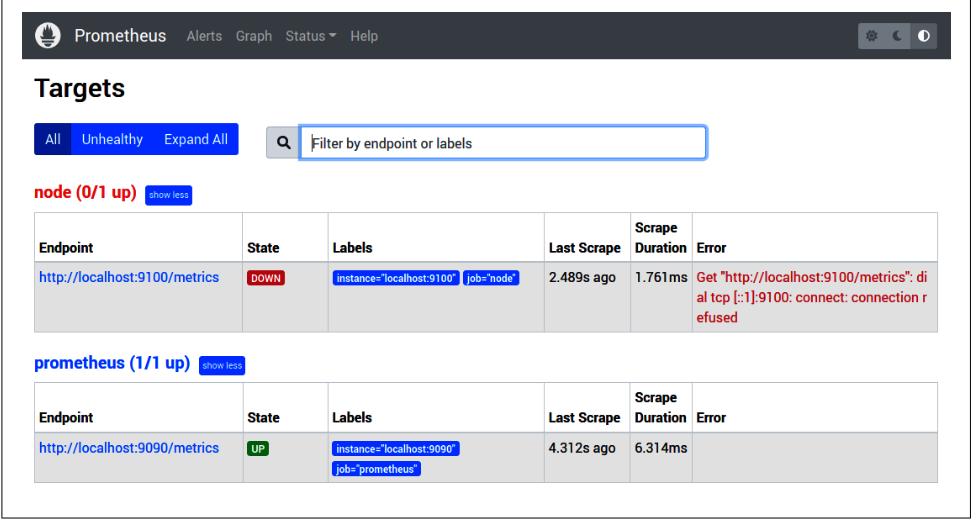 Prometheus Alerts Graph Status Help
Targets
All Unhealthy Expand All
Filter by endpoint or labels
node (0/1 up) show less
Endpoint State Labels Last Scrape Scrape Duration Error
http://localhost:9100/metrics DOWN instance="localhost:9100" job="node" 2.489s ago 1.761ms Get "http://localhost:9100/metrics": di
al tcp [::1]:9100: connect: connection r
efused
prometheus (1/1 up) show less
Endpoint State Labels Last Scrape Scrape Duration Error
http://localhost:9090/metrics UP instance="localhost:9090" 4.312s ago 6.314ms
job="prometheus"